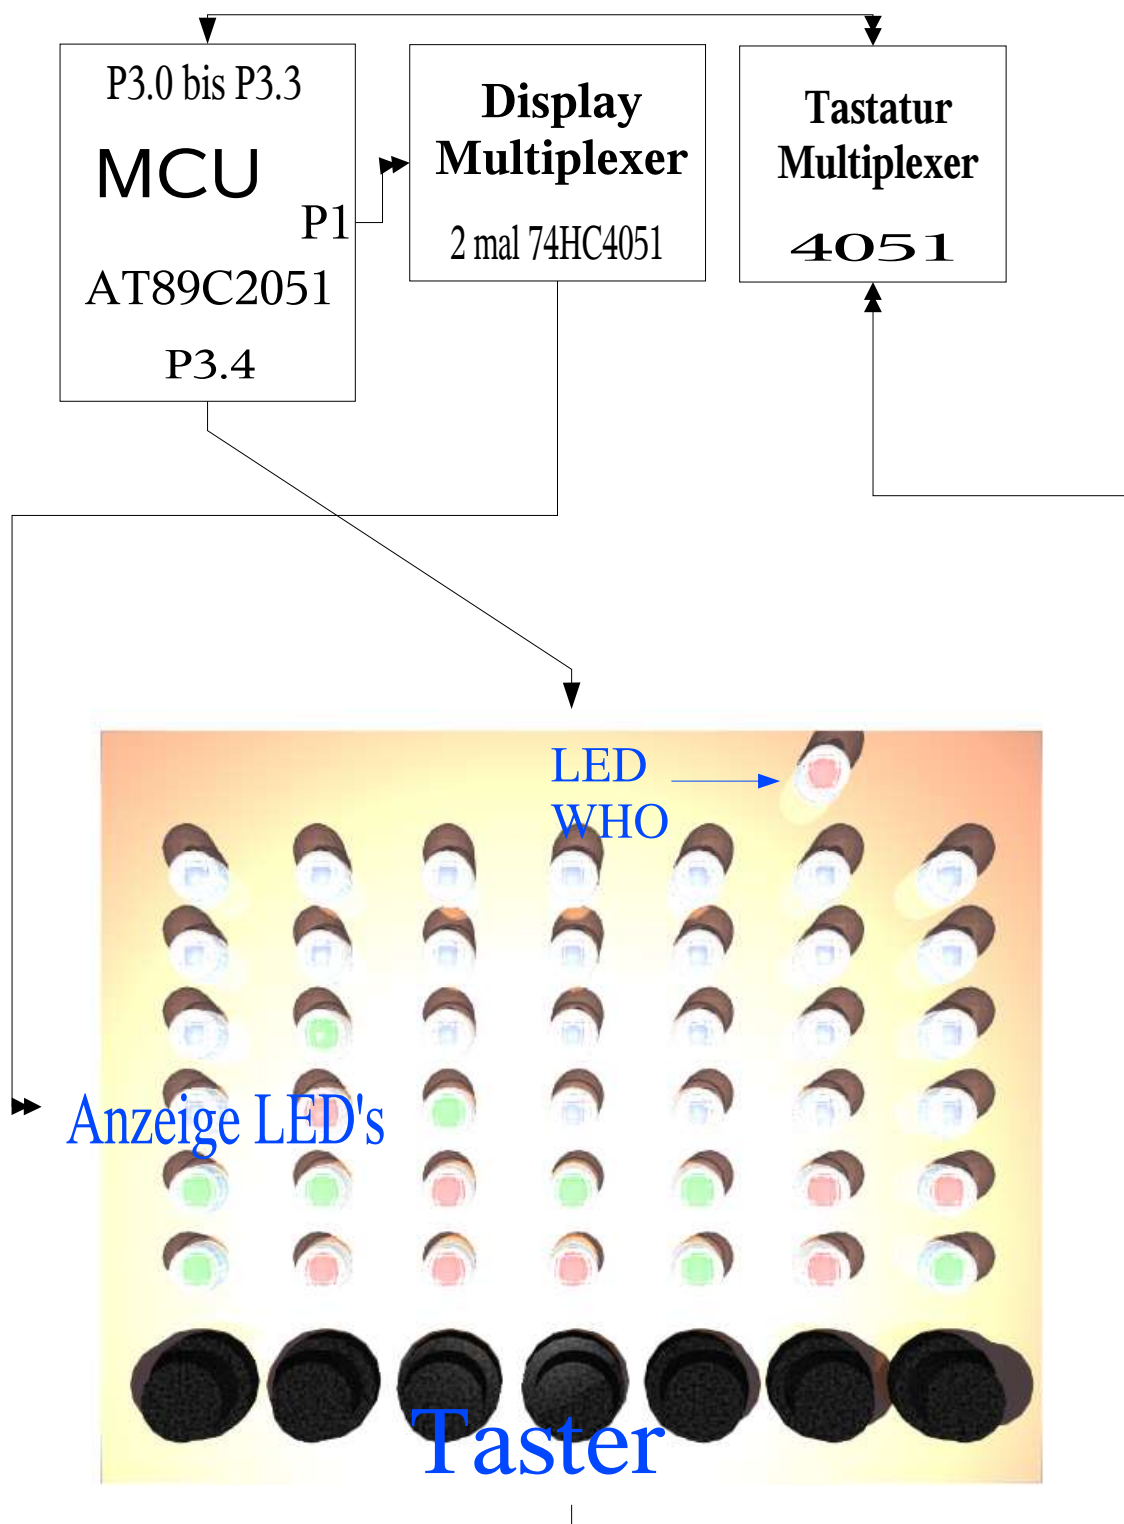 P3.0 bis P3.3
MCU
P1
AT89C2051
P3.4
Display
Multiplexer
2 mal 74HC4051
Tastatur
Multiplexer
4051
LED
WHO
Anzeige LED's
Taster